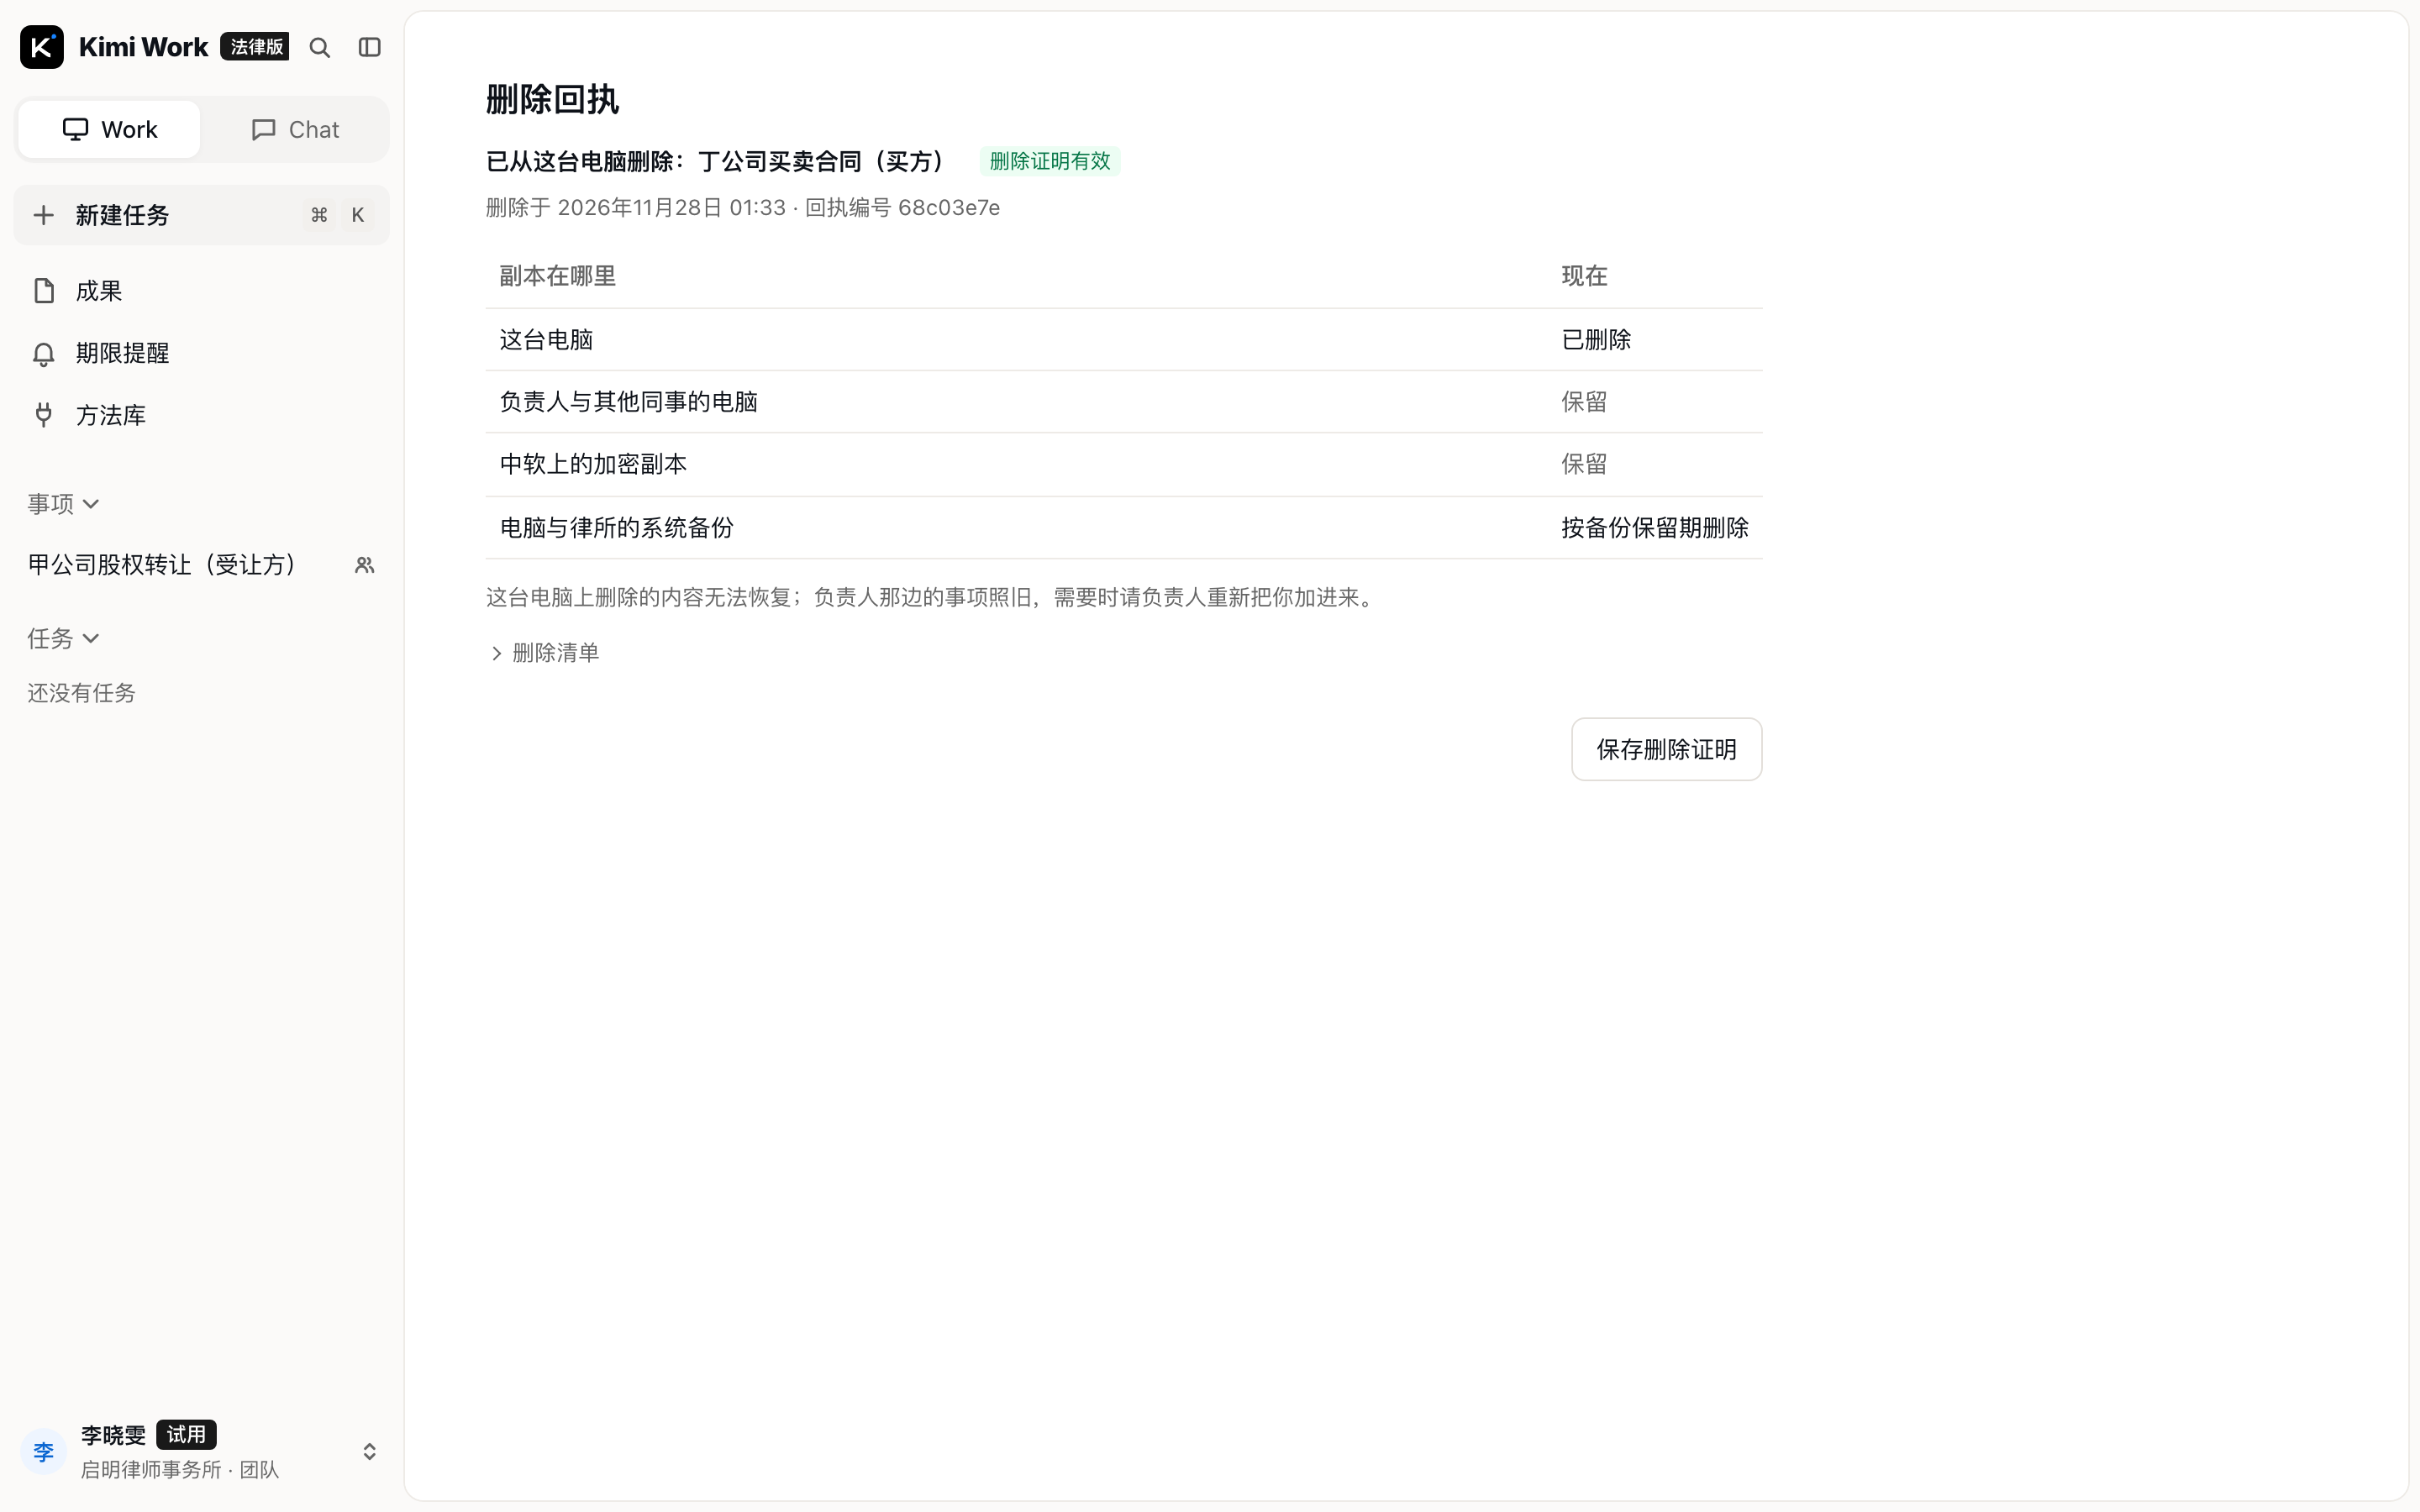 Kimi Work 法律版
Work
Chat
新建任务 ⌘ K
成果
期限提醒
方法库
事项
甲公司股权转让（受让方）
任务
还没有任务
李 李晓雯 试用
启明律师事务所 · 团队
删除回执
已从这台电脑删除：丁公司买卖合同（买方） 删除证明有效
删除于 2026年11月28日 01:33 · 回执编号 68c03e7e
副本在哪里 现在
这台电脑 已删除
负责人与其他同事的电脑 保留
中软上的加密副本 保留
电脑与律所的系统备份 按备份保留期删除
这台电脑上删除的内容无法恢复；负责人那边的事项照旧，需要时请负责人重新把你加进来。
删除清单
保存删除证明